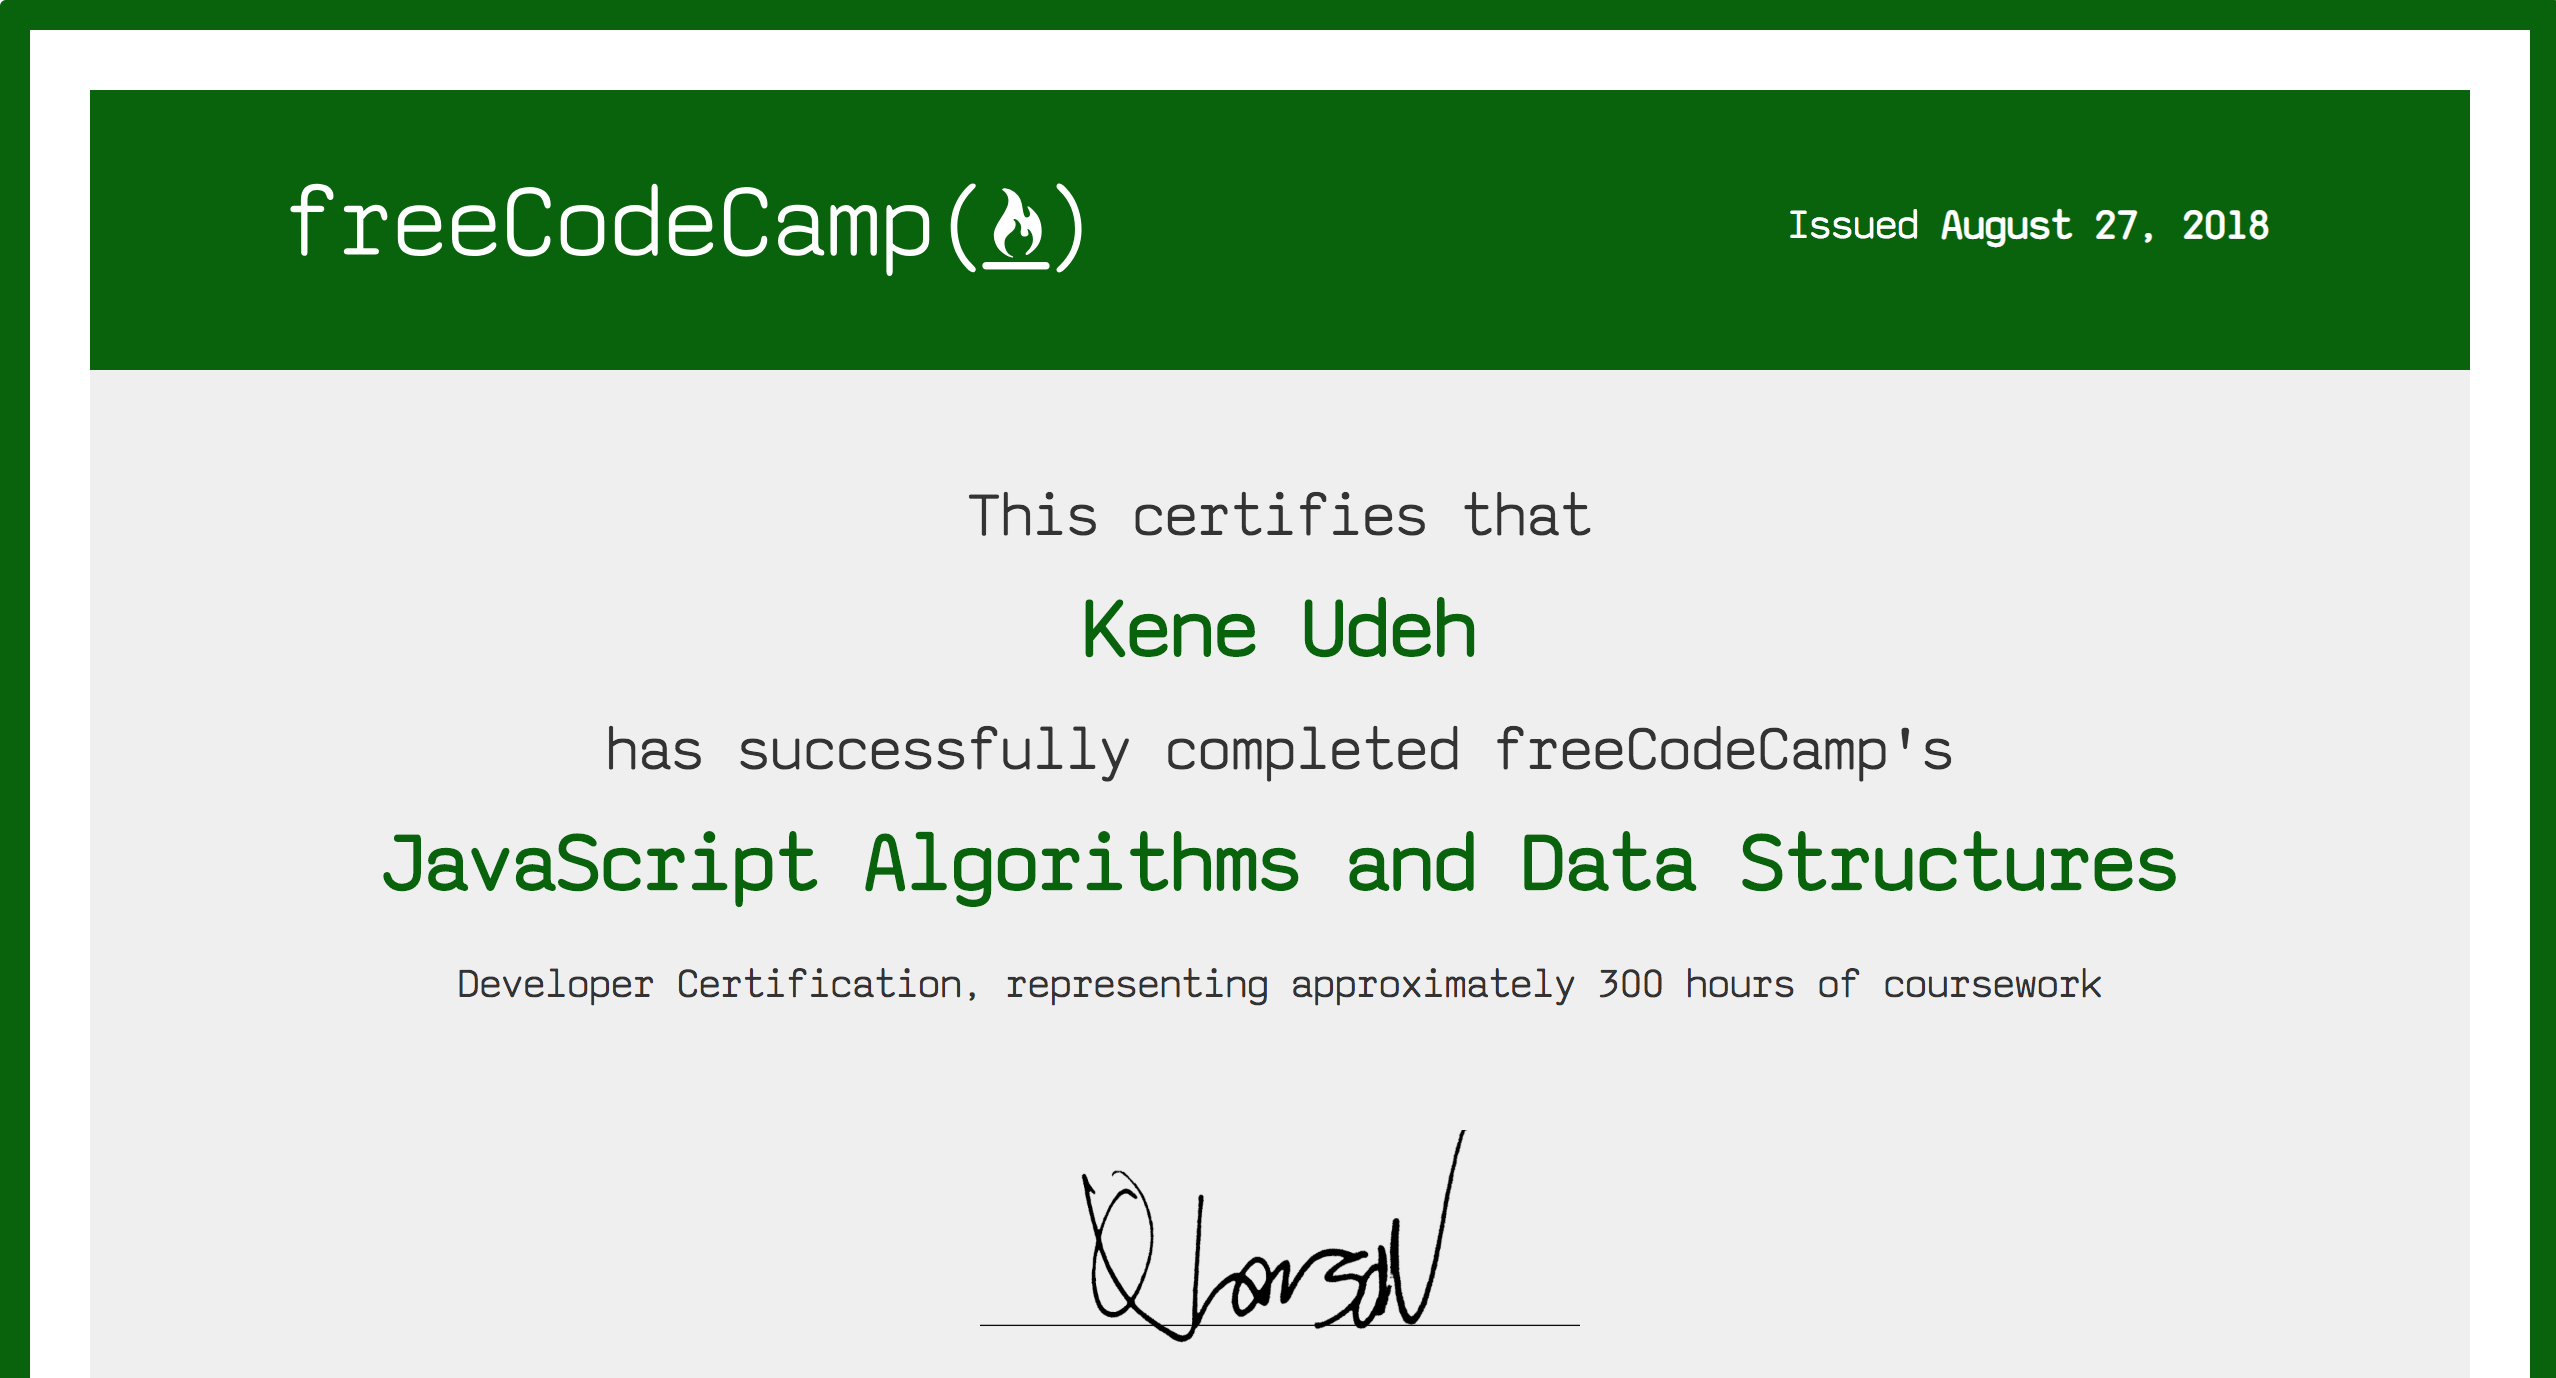 freeCodeCamp(🔥)
Issued August 27, 2018
This certifies that
Kene Udeh
has successfully completed freeCodeCamp's
JavaScript Algorithms and Data Structures
Developer Certification, representing approximately 300 hours of coursework